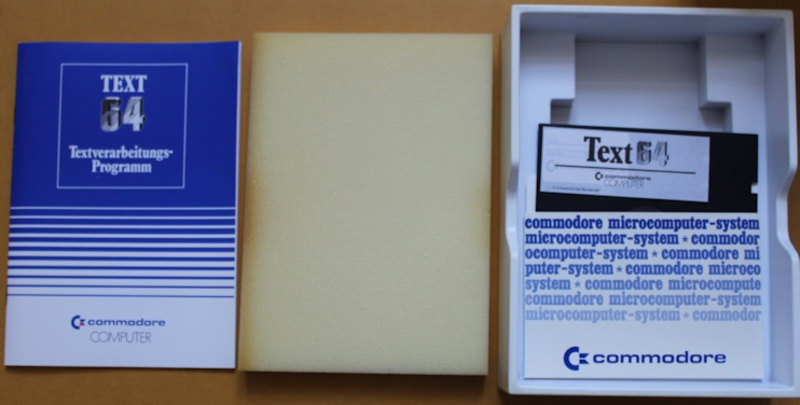 TEXT
64
Textverarbeitungs-
Programm
commodore
COMPUTER
Text 64
commodore
COMPUTER
commodore microcomputer-system
microcomputer-system * commodor
ocomputer-system * commodore mi
puter-system * commodore microco
system * commodore microcompute
commodore microcomputer-system
microcomputer-system * commodor
commodore